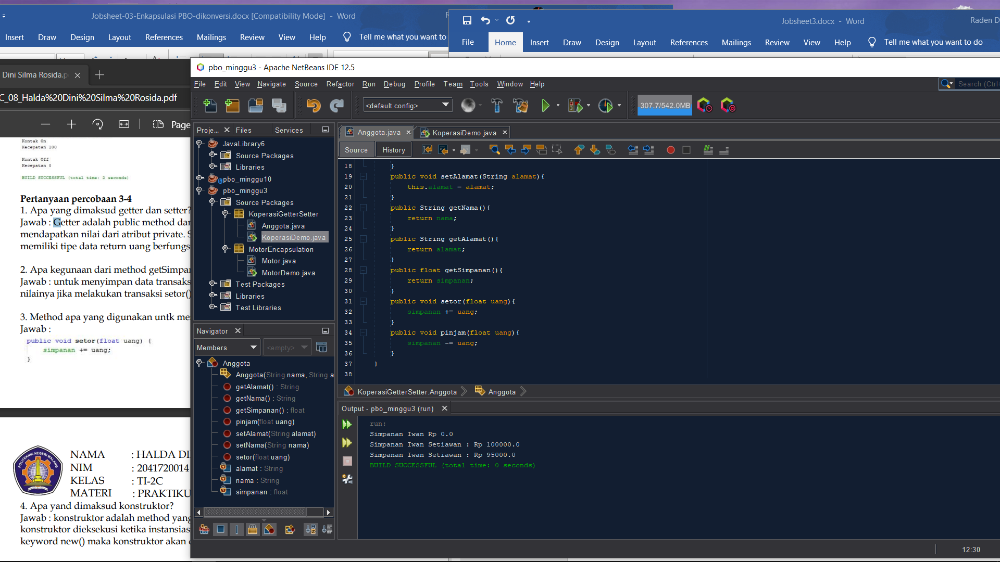 Jobsheet-03-Enkapsulasi PBO-dikonversi.docx [Compatibility Mode] - Word
Insert Draw Design Layout References Mailings Review View Help Tell me what you want to
Jobsheet3.docx - Word
Raden D
File Home Insert Draw Design Layout References Mailings Review View Help Tell me what you want to do
Dini Silma Rosida.p
C_08_Halda%20Dini%20Silma%20Rosida.pdf
Page
Kontak On
Kecepatan 100
Kontak Off
Kecepatan 0
BUILD SUCCESSFUL (total time: 2 seconds)
Pertanyaan percobaan 3-4
1. Apa yang dimaksud getter dan setter?
Jawab : Getter adalah public method dan
mendapatkan nilai dari atribut private. S
memiliki tipe data return uang berfungs
2. Apa kegunaan dari method getSimpan
Jawab : untuk menyimpan data transaks
nilainya jika melakukan transaksi setor()
3. Method apa yang digunakan untk me
Jawab :
public void setor(float uang) {
simpanan += uang;
}
NAMA : HALDA DI
NIM : 2041720014
KELAS : TI-2C
MATERI : PRAKTIKU
POLITEKNIK NEGERI MALANG
4. Apa yand dimaksud konstruktor?
Jawab : konstruktor adalah method yang
konstruktor dieksekusi ketika instansias
keyword new() maka konstruktor akan
pbo_minggu3 - Apache NetBeans IDE 12.5
File Edit View Navigate Source Refactor Run Debug Profile Team Tools Window Help
Search (Ctrl+
<default config>
307.7/542.0MB
Proje... Files Services
JavaLibrary6
Source Packages
Libraries
pbo_minggu10
pbo_minggu3
Source Packages
KoperasiGetterSetter
Anggota.java
KoperasiDemo.java
MotorEncapsulation
Motor.java
MotorDemo.java
Test Packages
Libraries
Test Libraries
Navigator
Members <empty>
Anggota
Anggota(String nama, String a
getAlamat() : String
getNama() : String
getSimpanan() : float
pinjam(float uang)
setAlamat(String alamat)
setNama(String nama)
setor(float uang)
alamat : String
nama : String
simpanan : float
Anggota.java KoperasiDemo.java
Source History
18 }
19 public void setAlamat(String alamat){
20 this.alamat = alamat;
21 }
22 public String getNama(){
23 return nama;
24 }
25 public String getAlamat(){
26 return alamat;
27 }
28 public float getSimpanan(){
29 return simpanan;
30 }
31 public void setor(float uang){
32 simpanan += uang;
33 }
34 public void pinjam(float uang){
35 simpanan -= uang;
36 }
37 }
38
KoperasiGetterSetter.Anggota Anggota
Output - pbo_minggu3 (run)
run:
Simpanan Iwan Rp 0.0
Simpanan Iwan Setiawan : Rp 100000.0
Simpanan Iwan Setiawan : Rp 95000.0
BUILD SUCCESSFUL (total time: 0 seconds)
12:30